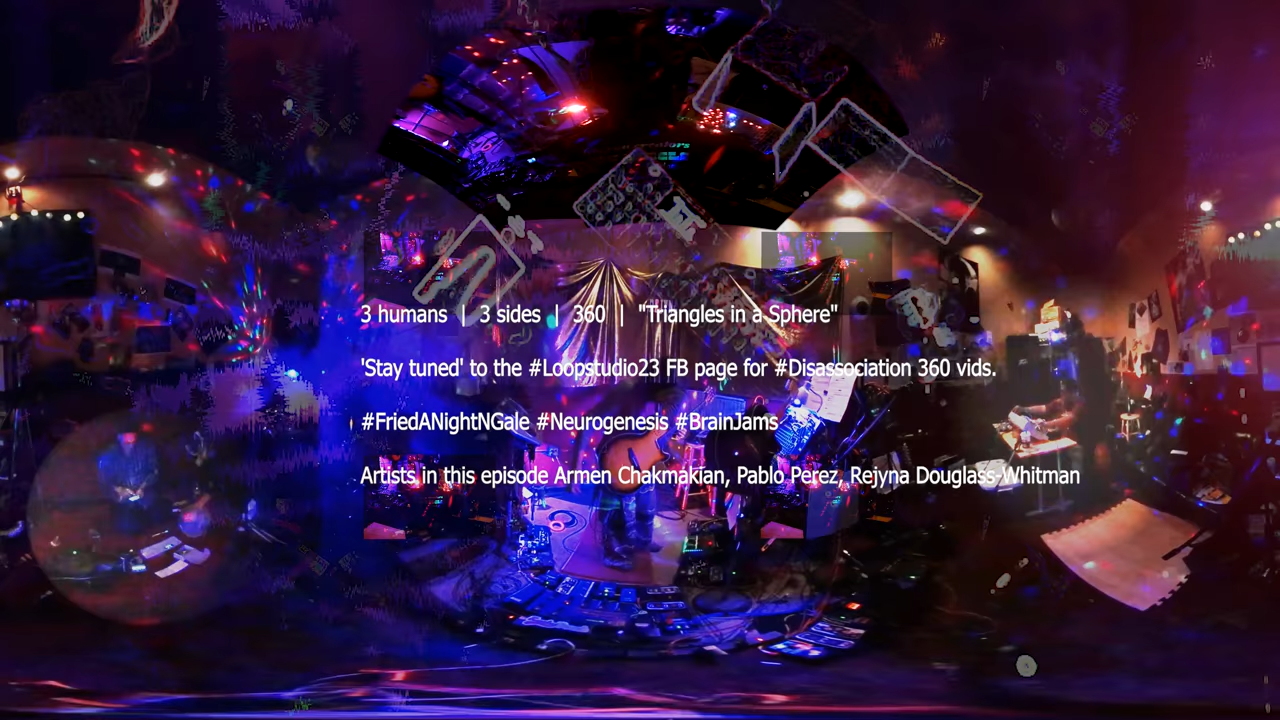 3 humans | 3 sides | 360 | "Triangles in a Sphere"
'Stay tuned' to the #Loopstudio23 FB page for #Disassociation 360 vids.
#FriedANightNGale #Neurogenesis #BrainJams
Artists in this episode Armen Chakmakian, Pablo Perez, Rejyna Douglass-Whitman